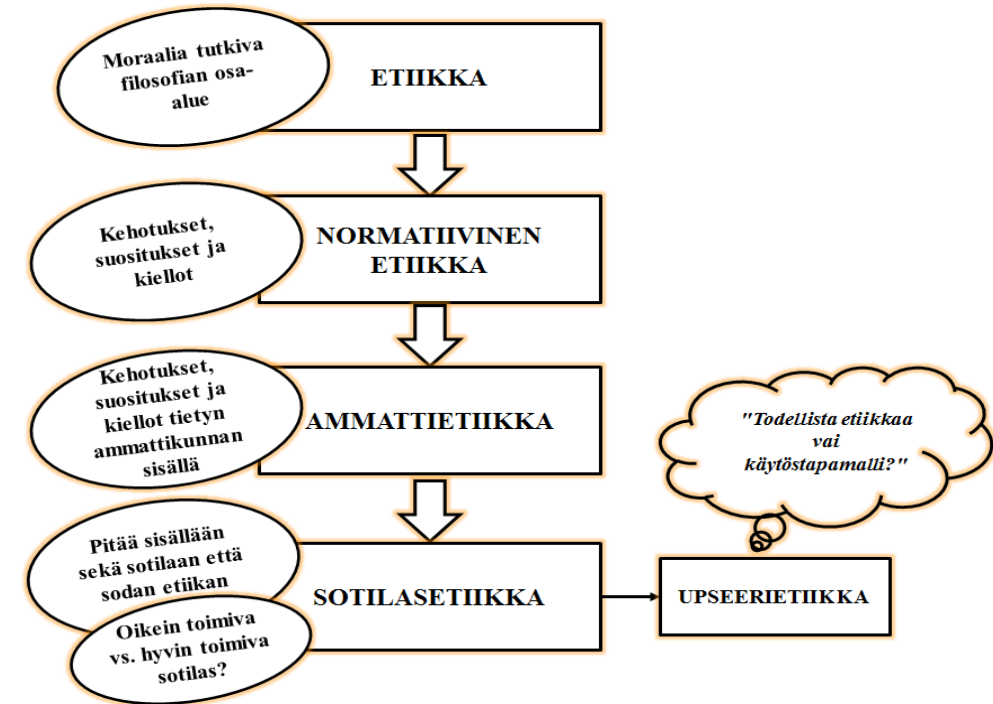 Moraalia tutkiva
filosofian osa-
alue
ETIIKKA
Kehotukset,
suositukset ja
kiellot
NORMATIIVINEN
ETIIKKA
Kehotukset,
suositukset ja
kiellot tietyn
ammattikunnan
sisällä
AMMATTIETIIKKA
"Todellista etiikkaa
vai
käytöstapamalli?"
Pitää sisällään
sekä sotilaan että
sodan etiikan
Oikein toimiva
vs. hyvin toimiva
sotilas?
SOTILASETIIKKA
UPSEERIETIIKKA